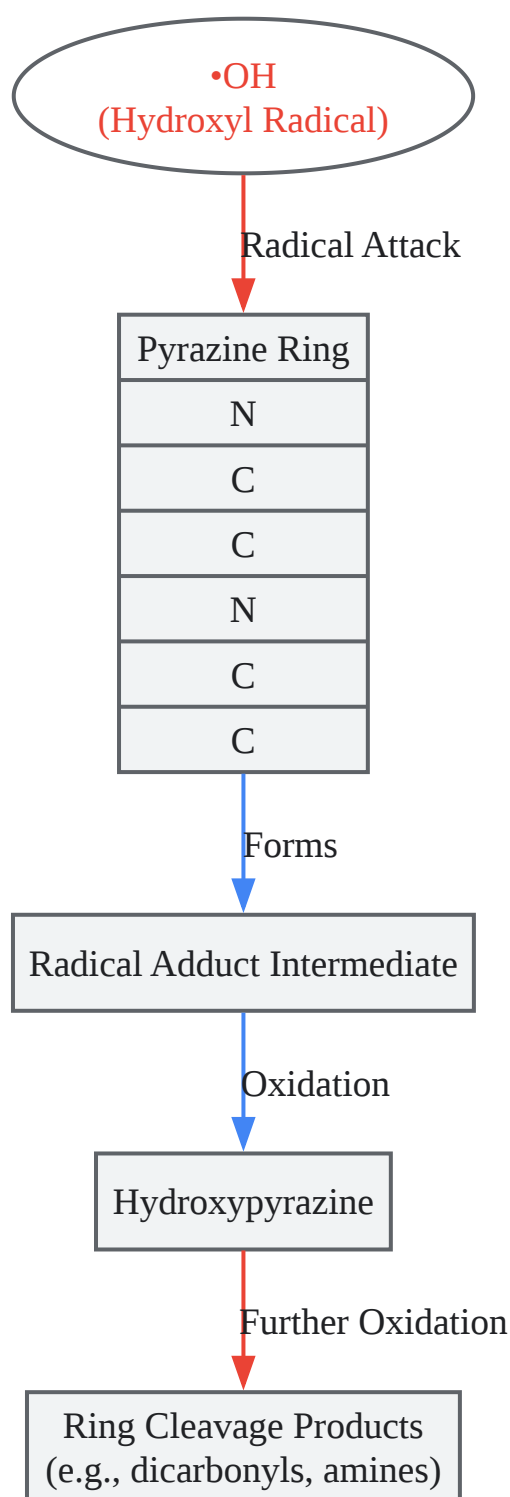 •OH
(Hydroxyl Radical)
Radical Attack
Pyrazine Ring
N
C
C
N
C
C
Forms
Radical Adduct Intermediate
Oxidation
Hydroxypyrazine
Further Oxidation
Ring Cleavage Products
(e.g., dicarbonyls, amines)